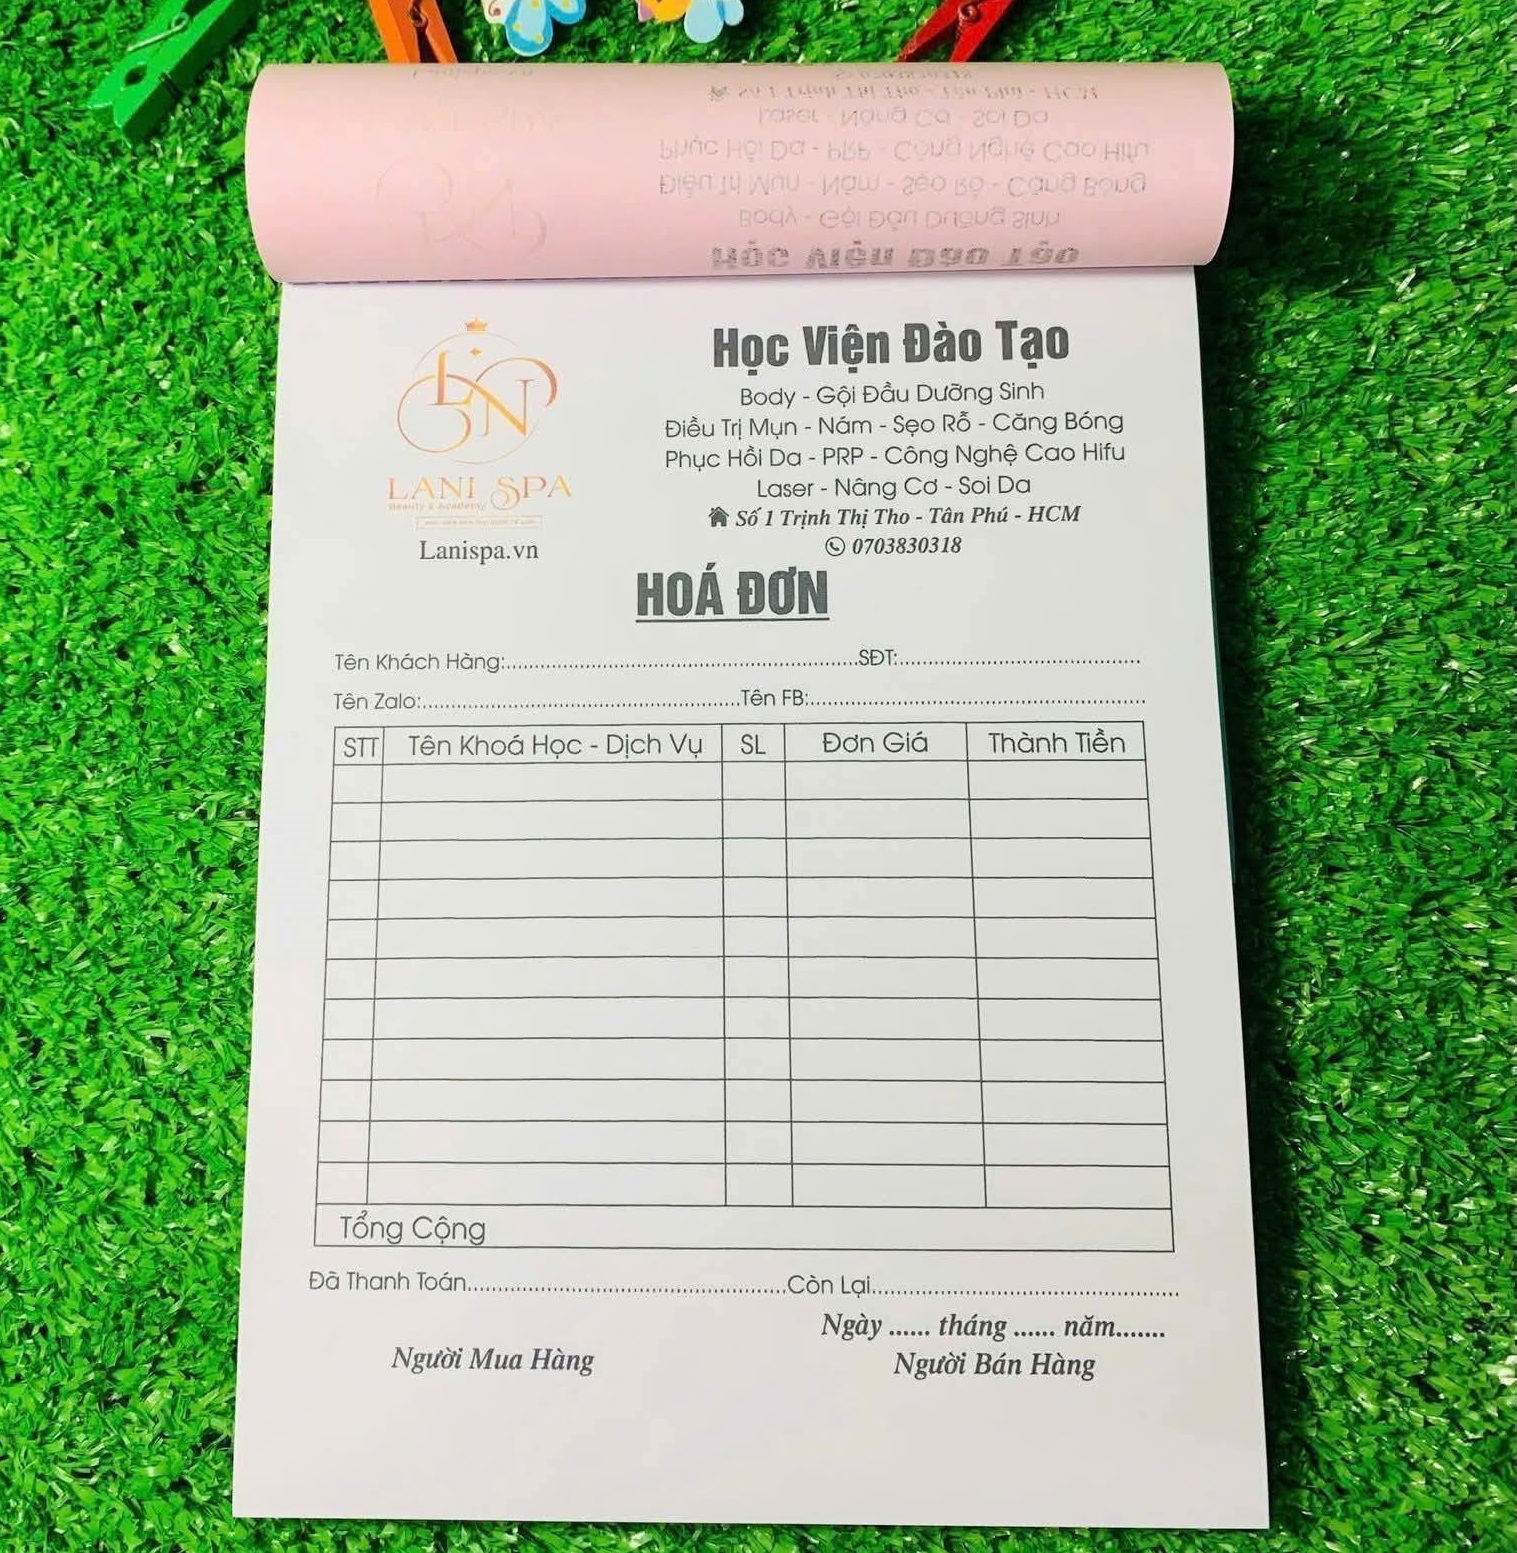 Học Viện Đào Tạo
Body - Gội Đầu Dưỡng Sinh
Điều Trị Mụn - Nám - Sẹo Rỗ - Căng Bóng
Phục Hồi Da - PRP - Công Nghệ Cao Hifu
Laser - Nâng Cơ - Soi Da
Số 1 Trịnh Thị Tho - Tân Phú - HCM
0703830318
LN
LANI SPA
Beauty & Academy
Lanispa.vn
HOÁ ĐƠN
Tên Khách Hàng:..........SĐT:..........
Tên Zalo:..........Tên FB:..........
STT Tên Khoá Học - Dịch Vụ SL Đơn Giá Thành Tiền
Tổng Cộng
Đã Thanh Toán..........Còn Lại..........
Ngày ...... tháng ...... năm.......
Người Mua Hàng Người Bán Hàng